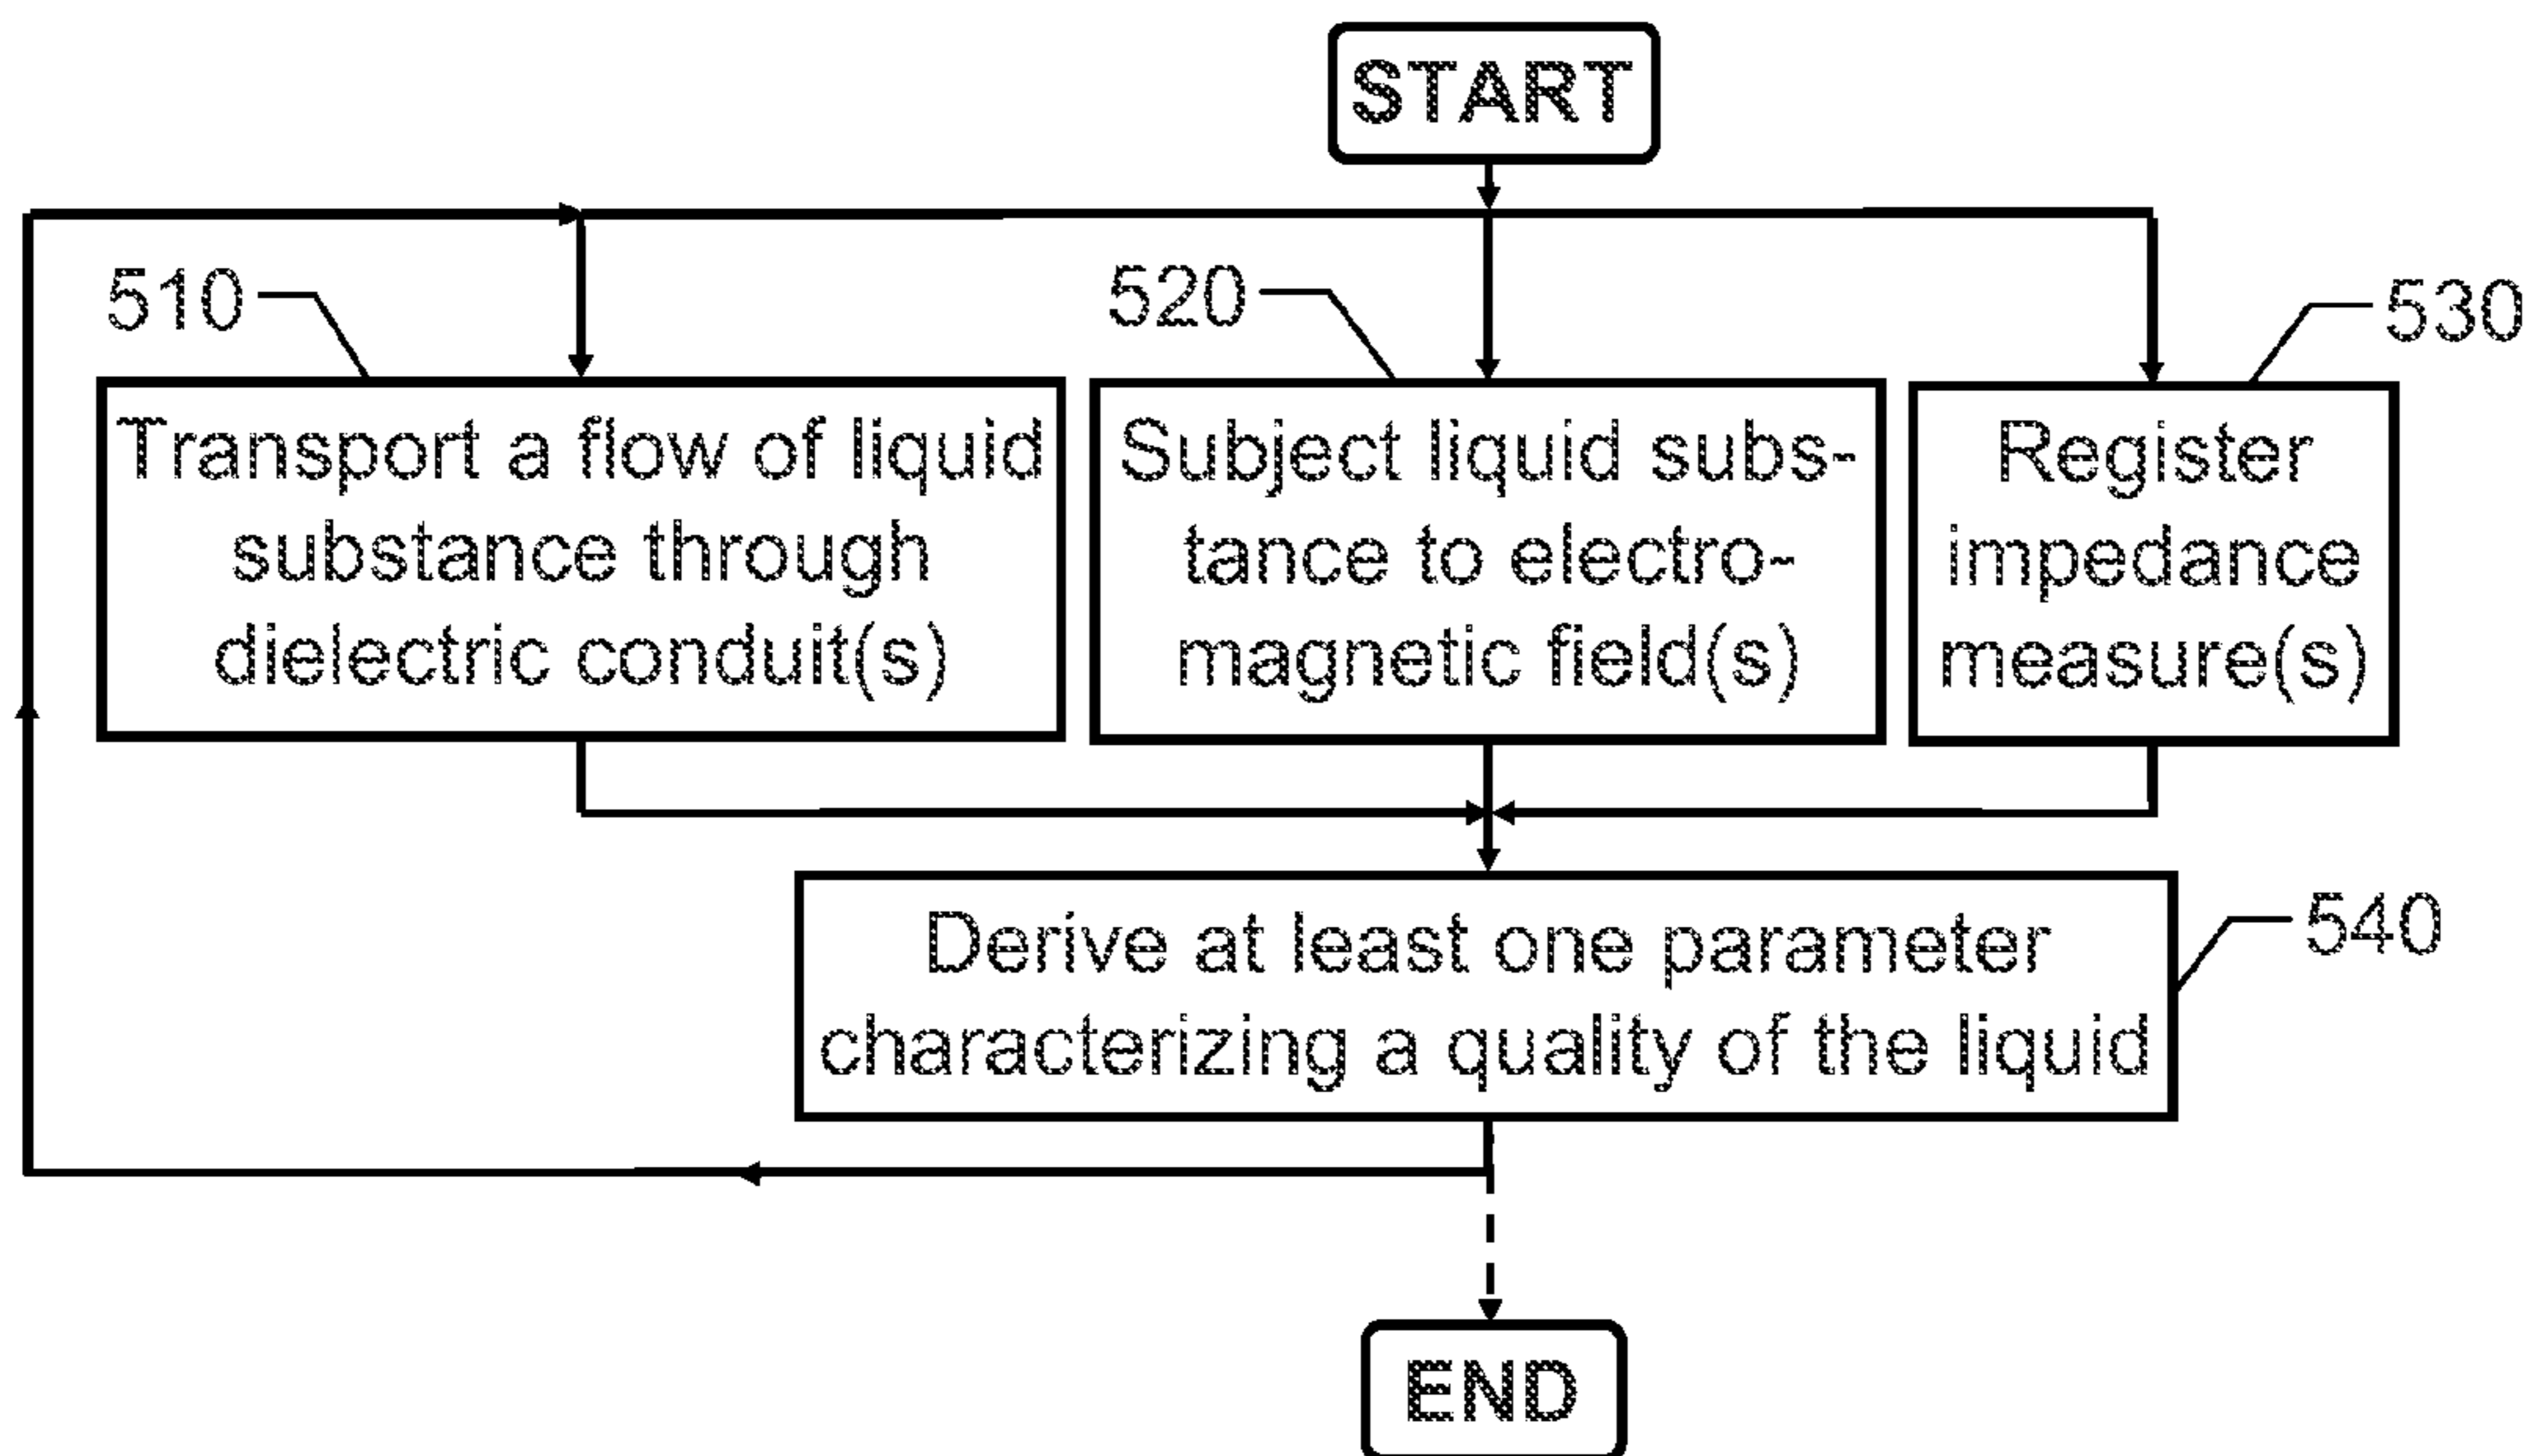 START
510
520
530
Transport a flow of liquid
substance through
dielectric conduit(s)
Subject liquid subs-
tance to electro-
magnetic field(s)
Register
impedance
measure(s)
Derive at least one parameter
characterizing a quality of the liquid
540
END